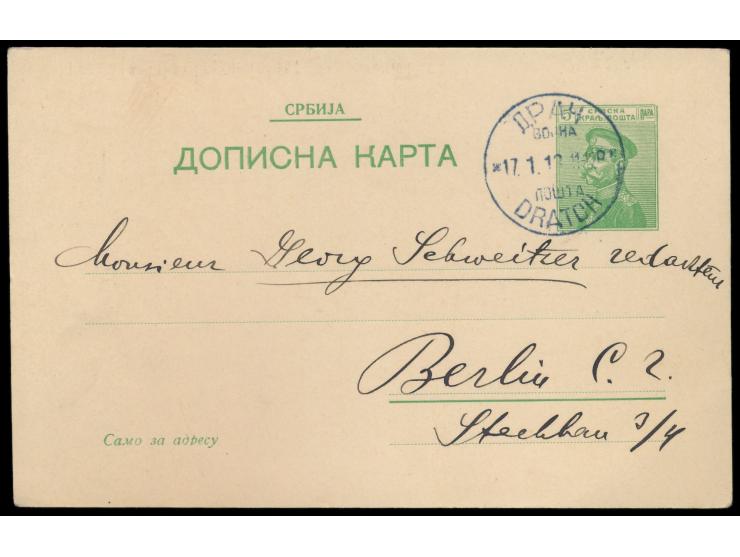 СРБИЈА
ДОПИСНА КАРТА
5 СРПСКА ПАРА
КРАЉ. ПОШТА
ДРАЧ
ВОЈНА
*17. 1. 13
ПОШТА
DRATCH
Monsieur Georg Schweitzer redakteur
Berlin C. 2.
Stechbau 3/4
Само за адресу